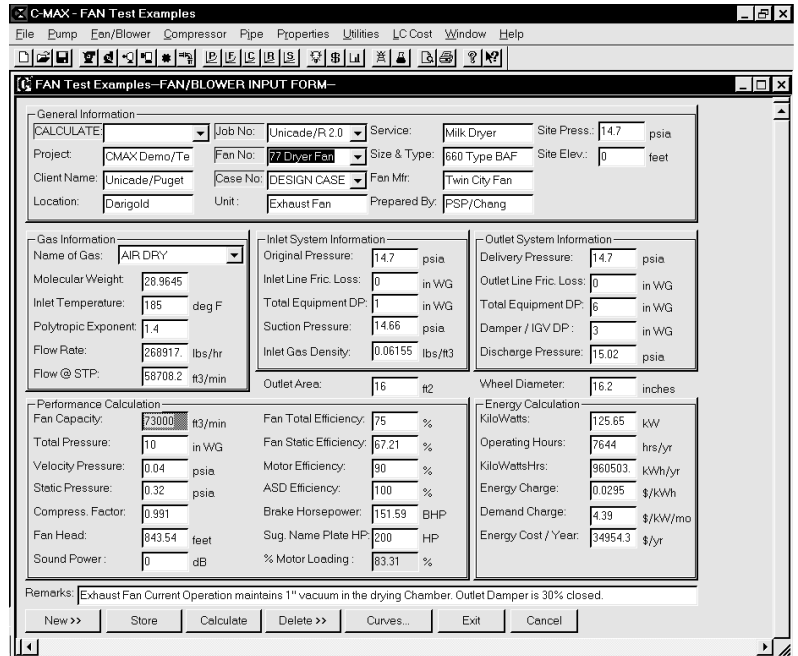 C-MAX - FAN Test Examples
File Pump Fan/Blower Compressor Pipe Properties Utilities LC Cost Window Help
FAN Test Examples--FAN/BLOWER INPUT FORM--
General Information
CALCULATE: Job No: Unicade/R 2.0 Service: Milk Dryer Site Press.: 14.7 psia
Project: CMAX Demo/Te Fan No: 77 Dryer Fan Size & Type: 660 Type BAF Site Elev.: 0 feet
Client Name: Unicade/Puget Case No: DESIGN CASE Fan Mfr: Twin City Fan
Location: Darigold Unit : Exhaust Fan Prepared By: PSP/Chang
Gas Information Inlet System Information Outlet System Information
Name of Gas: AIR DRY Original Pressure: 14.7 psia Delivery Pressure: 14.7 psia
Molecular Weight: 28.9645 Inlet Line Fric. Loss: 0 in WG Outlet Line Fric. Loss: 0 in WG
Inlet Temperature: 185 deg F Total Equipment DP: 1 in WG Total Equipment DP: 6 in WG
Polytropic Exponent: 1.4 Suction Pressure: 14.66 psia Damper / IGV DP : 3 in WG
Flow Rate: 268917. lbs/hr Inlet Gas Density: 0.06155 lbs/ft3 Discharge Pressure: 15.02 psia
Flow @ STP: 58708.2 ft3/min Outlet Area: 16 ft2 Wheel Diameter: 16.2 inches
Performance Calculation Energy Calculation
Fan Capacity: 73000 ft3/min Fan Total Efficiency: 75 % KiloWatts: 125.65 kW
Total Pressure: 10 in WG Fan Static Efficiency: 67.21 % Operating Hours: 7644 hrs/yr
Velocity Pressure: 0.04 psia Motor Efficiency: 90 % KiloWattsHrs: 960503. kWh/yr
Static Pressure: 0.32 psia ASD Efficiency: 100 % Energy Charge: 0.0295 $/kWh
Compress. Factor: 0.991 Brake Horsepower: 151.59 BHP Demand Charge: 4.39 $/kW/mo
Fan Head: 843.54 feet Sug. Name Plate HP: 200 HP Energy Cost / Year: 34954.3 $/yr
Sound Power : 0 dB % Motor Loading : 83.31 %
Remarks: Exhaust Fan Current Operation maintains 1" vacuum in the drying Chamber. Outlet Damper is 30% closed.
New >> Store Calculate Delete >> Curves... Exit Cancel